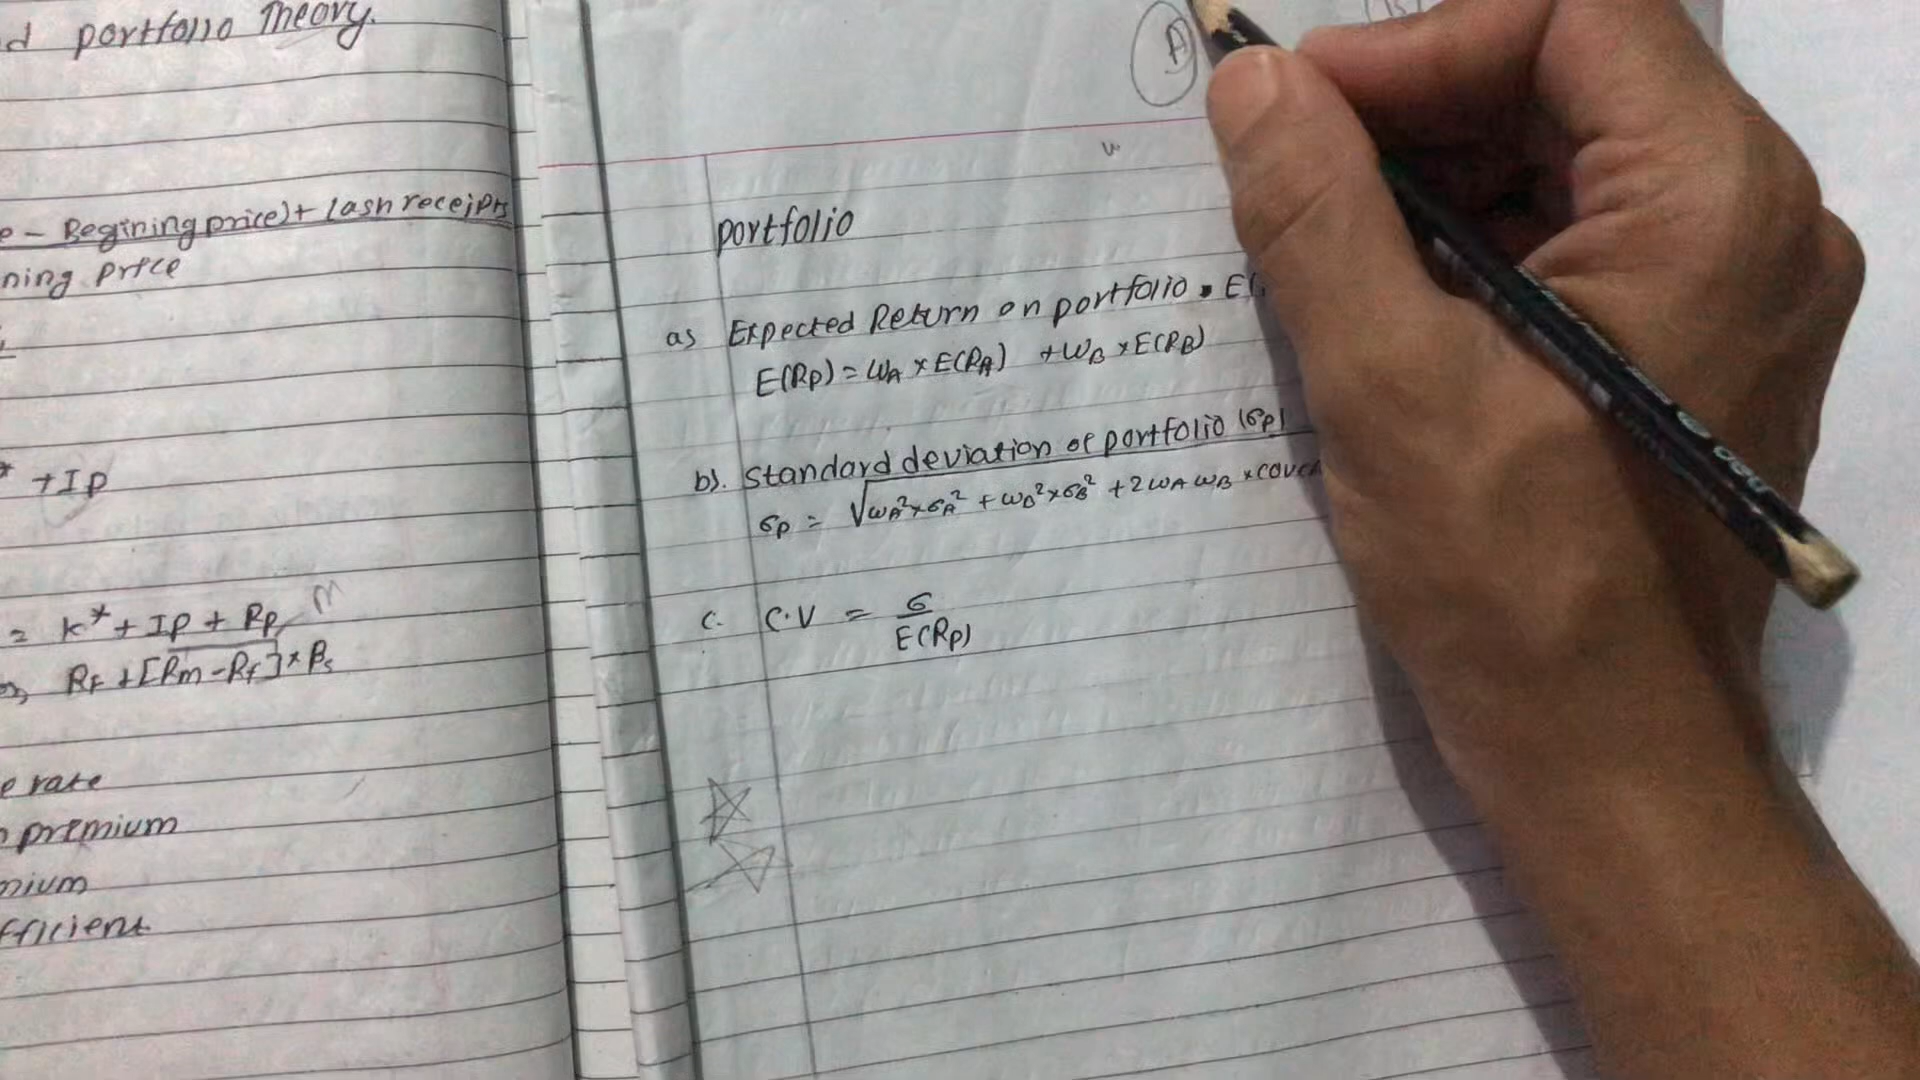 d portfolio Theory.
e - Begining price) + Cash receipts
ning price
* + IP
= K* + IP + Rp M
RF + [Rm - Rf] * βs
e rate
premium
mium
fficient
A
w
portfolio
as Expected Return on portfolio . E(
E(Rp) = WA × E(RA) + WB × E(RB)
b). Standard deviation of portfolio (σp)
σp = √WA² × σA² + WB² × σB² + 2WA WB × COV(A
C. C.V = σ / E(Rp)